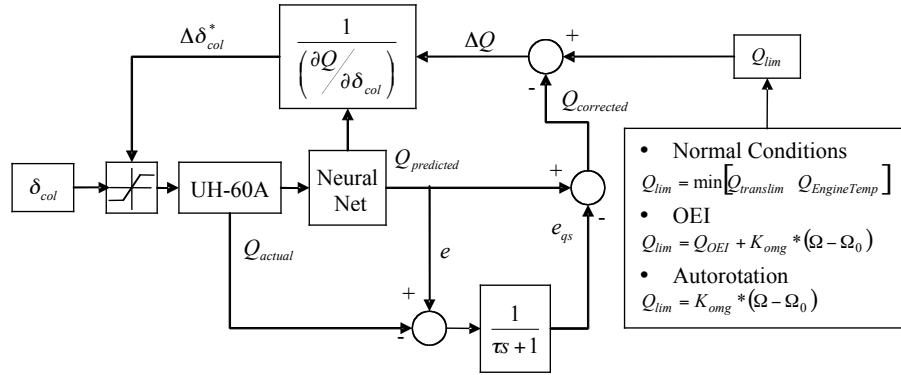 Δδ*col
1
(∂Q/∂δcol)
ΔQ
+
-
Qlim
Qcorrected
δcol
UH-60A
Neural
Net
Qpredicted
+
-
Qactual
e
eqs
+
-
1
τs + 1
• Normal Conditions
Qlim = min[Qtranslim QEngineTemp]
• OEI
Qlim = QOEI + Komg * (Ω − Ω0)
• Autorotation
Qlim = Komg * (Ω − Ω0)